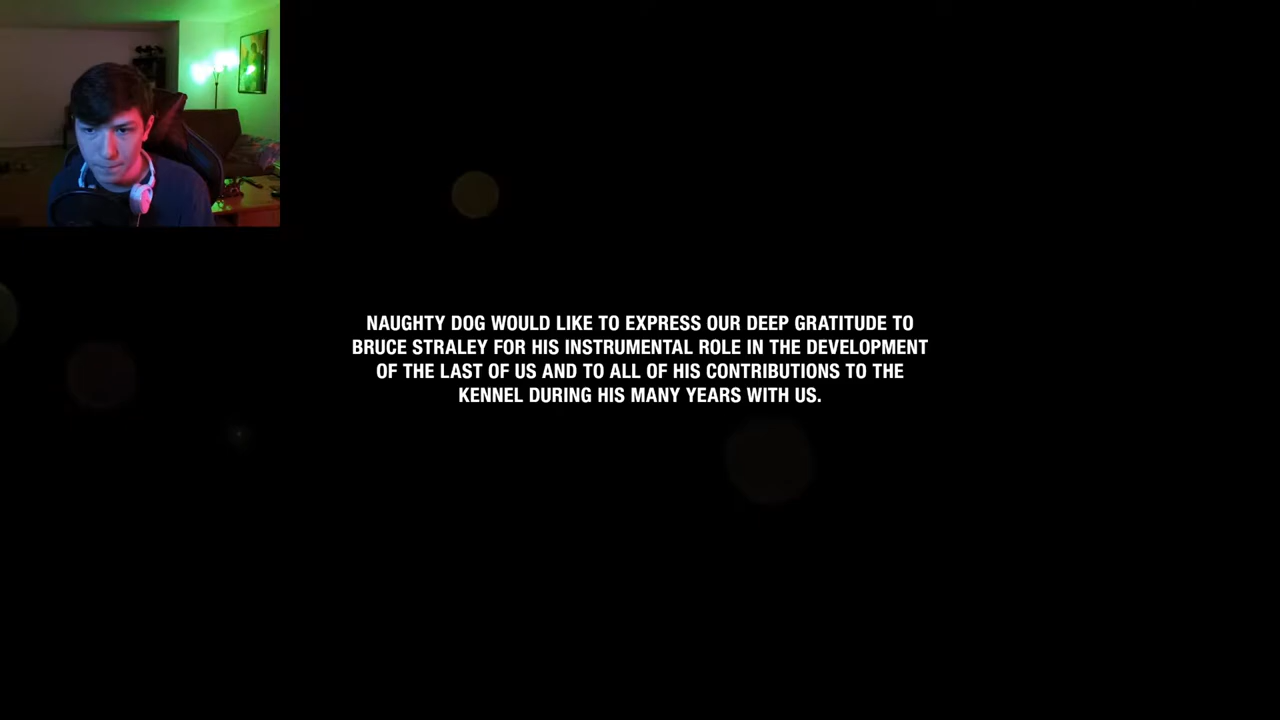 NAUGHTY DOG WOULD LIKE TO EXPRESS OUR DEEP GRATITUDE TO
BRUCE STRALEY FOR HIS INSTRUMENTAL ROLE IN THE DEVELOPMENT
OF THE LAST OF US AND TO ALL OF HIS CONTRIBUTIONS TO THE
KENNEL DURING HIS MANY YEARS WITH US.